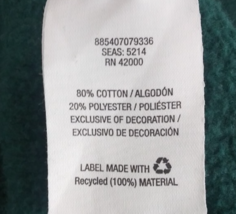 885407079336
SEAS: 5214
RN 42000
80% COTTON / ALGODÓN
20% POLYESTER / POLIÉSTER
EXCLUSIVE OF DECORATION /
EXCLUSIVO DE DECORACIÓN
LABEL MADE WITH
Recycled (100%) MATERIAL